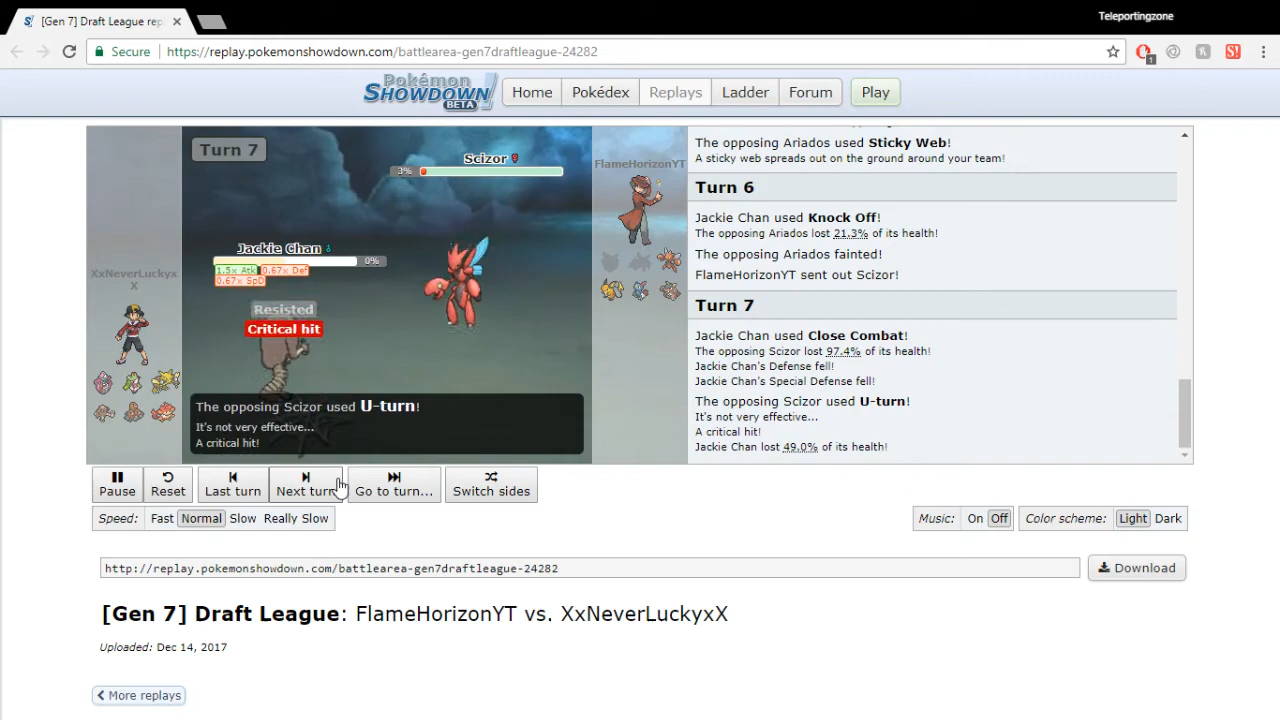 Teleportingzone
[Gen 7] Draft League rep
Secure
https://replay.pokemonshowdown.com/battlearea-gen7draftleague-24282
1
Pokémon
SHOWDOWN!
BETA
Home
Pokédex
Replays
Ladder
Forum
Play
Turn 7
Scizor
3%
FlameHorizonYT
XxNeverLuckyx
X
Jackie Chan
0%
1.5× Atk 0.67× Def
0.67× SpD
Resisted
Critical hit
The opposing Scizor used U-turn!
It's not very effective...
A critical hit!
The opposing Ariados used Sticky Web!
A sticky web spreads out on the ground around your team!
Turn 6
Jackie Chan used Knock Off!
The opposing Ariados lost 21.3% of its health!
The opposing Ariados fainted!
FlameHorizonYT sent out Scizor!
Turn 7
Jackie Chan used Close Combat!
The opposing Scizor lost 97.4% of its health!
Jackie Chan's Defense fell!
Jackie Chan's Special Defense fell!
The opposing Scizor used U-turn!
It's not very effective...
A critical hit!
Jackie Chan lost 49.0% of its health!
Pause
Reset
Last turn
Next turn
Go to turn...
Switch sides
Speed: Fast Normal Slow Really Slow
Music: On Off
Color scheme: Light Dark
http://replay.pokemonshowdown.com/battlearea-gen7draftleague-24282
Download
[Gen 7] Draft League: FlameHorizonYT vs. XxNeverLuckyxX
Uploaded: Dec 14, 2017
More replays